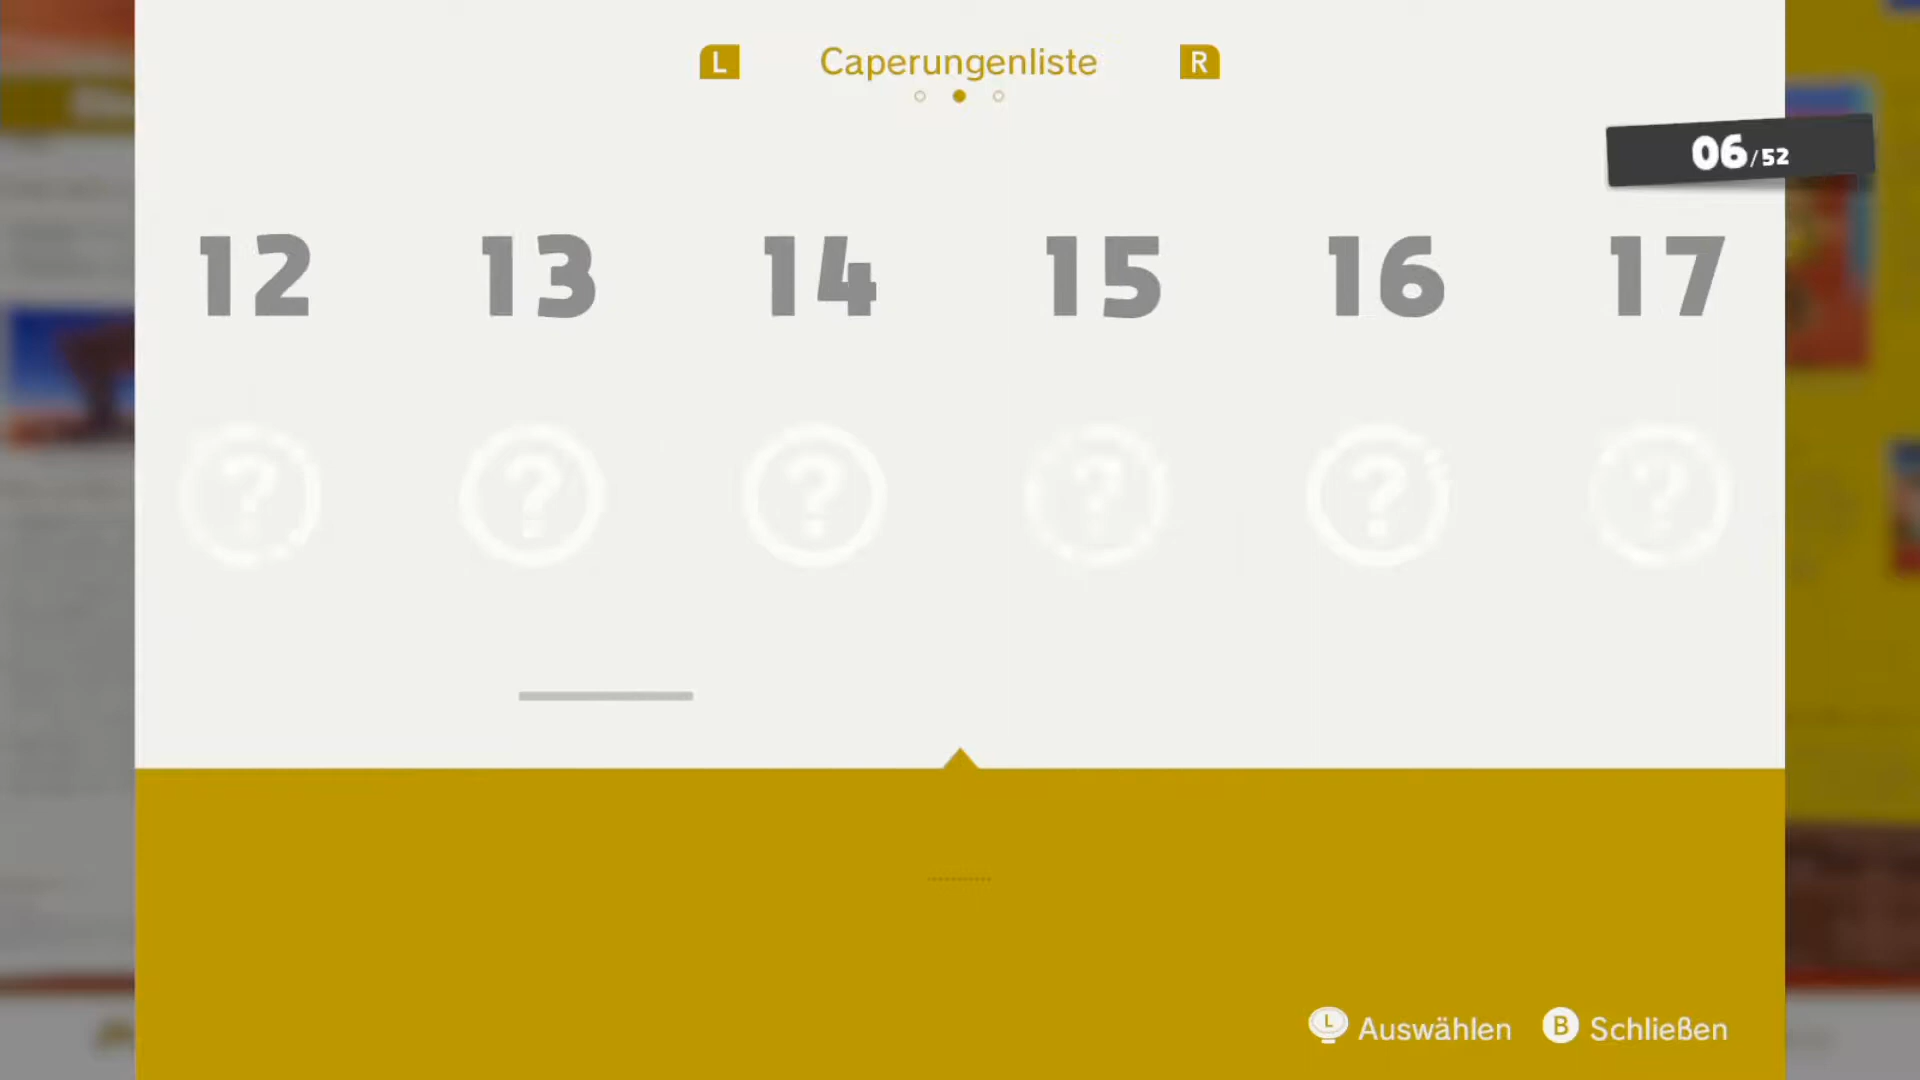 L Caperungenliste R
06/52
12 13 14 15 16 17
? ? ? ? ? ?
L Auswählen B Schließen